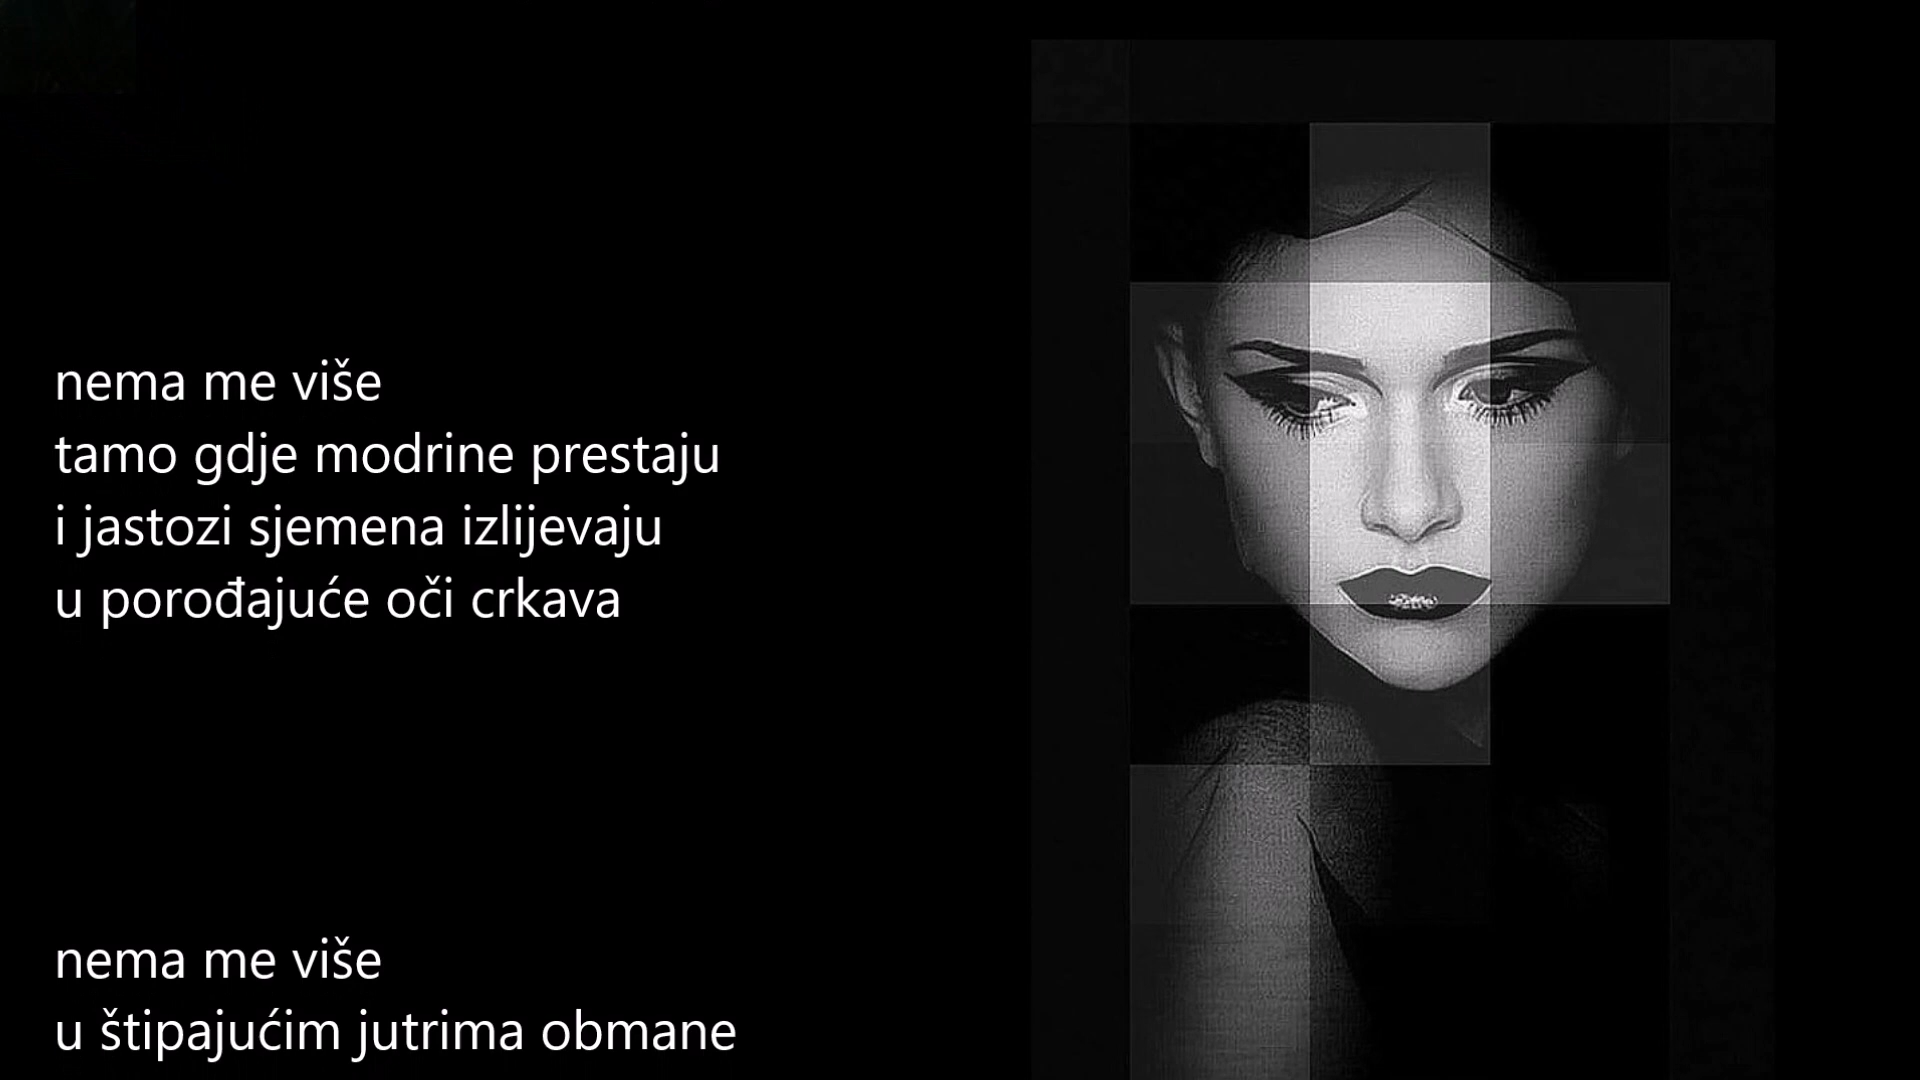 nema me više
tamo gdje modrine prestaju
i jastozi sjemena izlijevaju
u porođajuće oči crkava
nema me više
u štipajućim jutrima obmane